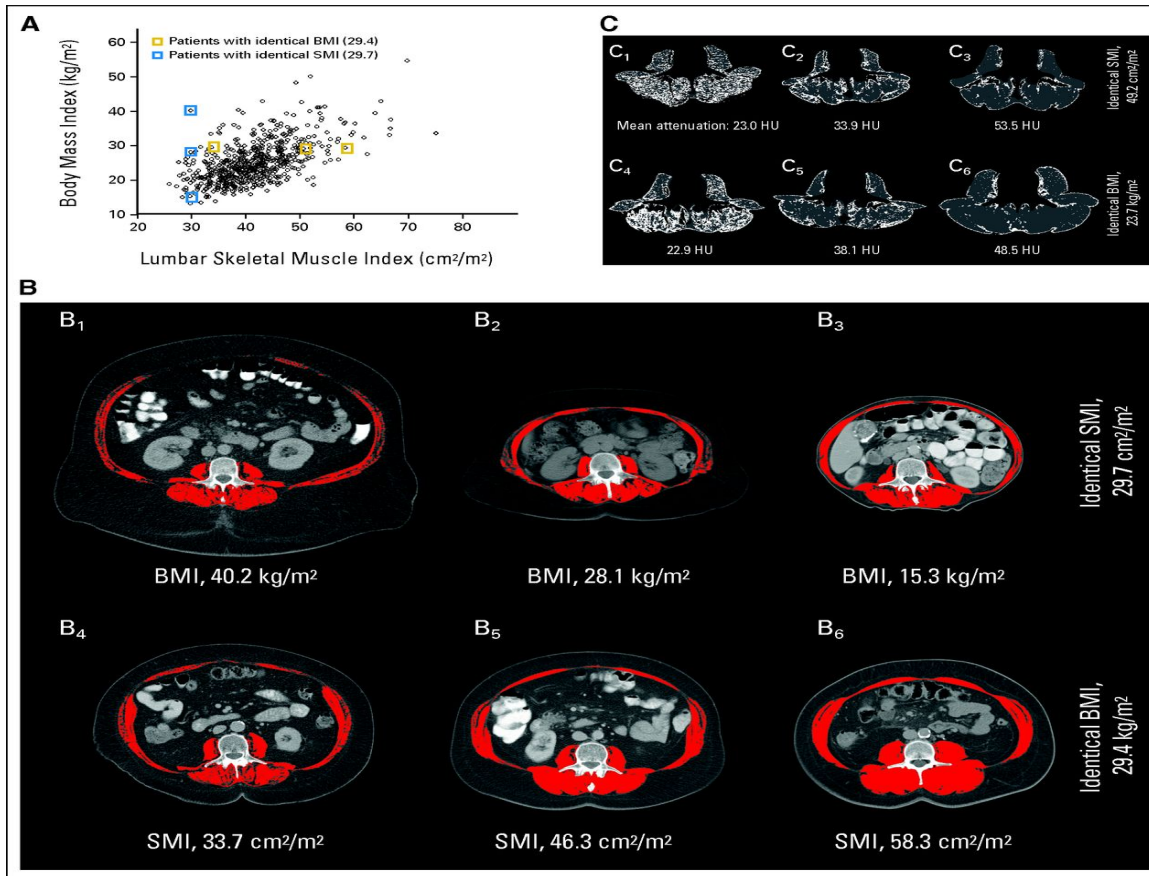 A
Body Mass Index (kg/m²)
60
50
40
30
20
10
20
30
40
50
60
70
80
Patients with identical BMI (29.4)
Patients with identical SMI (29.7)
Lumbar Skeletal Muscle Index (cm²/m²)
C
C₁
C₂
C₃
Identical SMI,
49.2 cm²/m²
Mean attenuation: 23.0 HU
33.9 HU
53.5 HU
C₄
C₅
C₆
Identical BMI,
23.7 kg/m²
22.9 HU
38.1 HU
48.5 HU
B
B₁
B₂
B₃
Identical SMI,
29.7 cm²/m²
BMI, 40.2 kg/m²
BMI, 28.1 kg/m²
BMI, 15.3 kg/m²
B₄
B₅
B₆
Identical BMI,
29.4 kg/m²
SMI, 33.7 cm²/m²
SMI, 46.3 cm²/m²
SMI, 58.3 cm²/m²